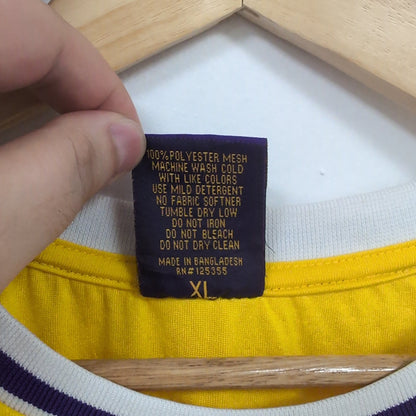 100% POLYESTER MESH
MACHINE WASH COLD
WITH LIKE COLORS
USE MILD DETERGENT
NO FABRIC SOFTNER
TUMBLE DRY LOW
DO NOT IRON
DO NOT BLEACH
DO NOT DRY CLEAN
MADE IN BANGLADESH
RN#125355
XL